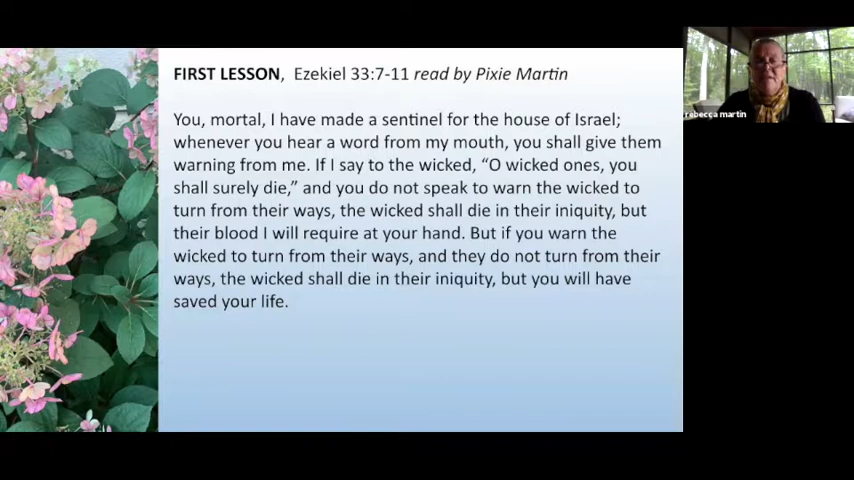 FIRST LESSON, Ezekiel 33:7-11 read by Pixie Martin
You, mortal, I have made a sentinel for the house of Israel;
whenever you hear a word from my mouth, you shall give them
warning from me. If I say to the wicked, “O wicked ones, you
shall surely die,” and you do not speak to warn the wicked to
turn from their ways, the wicked shall die in their iniquity, but
their blood I will require at your hand. But if you warn the
wicked to turn from their ways, and they do not turn from their
ways, the wicked shall die in their iniquity, but you will have
saved your life.
rebecca martin